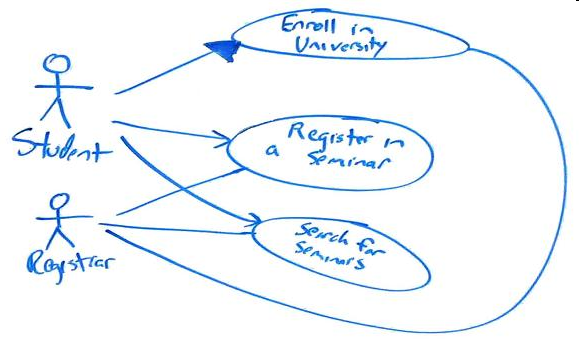 Enroll in
University
Student
Register in
a Seminar
Registrar
Search for
Seminars